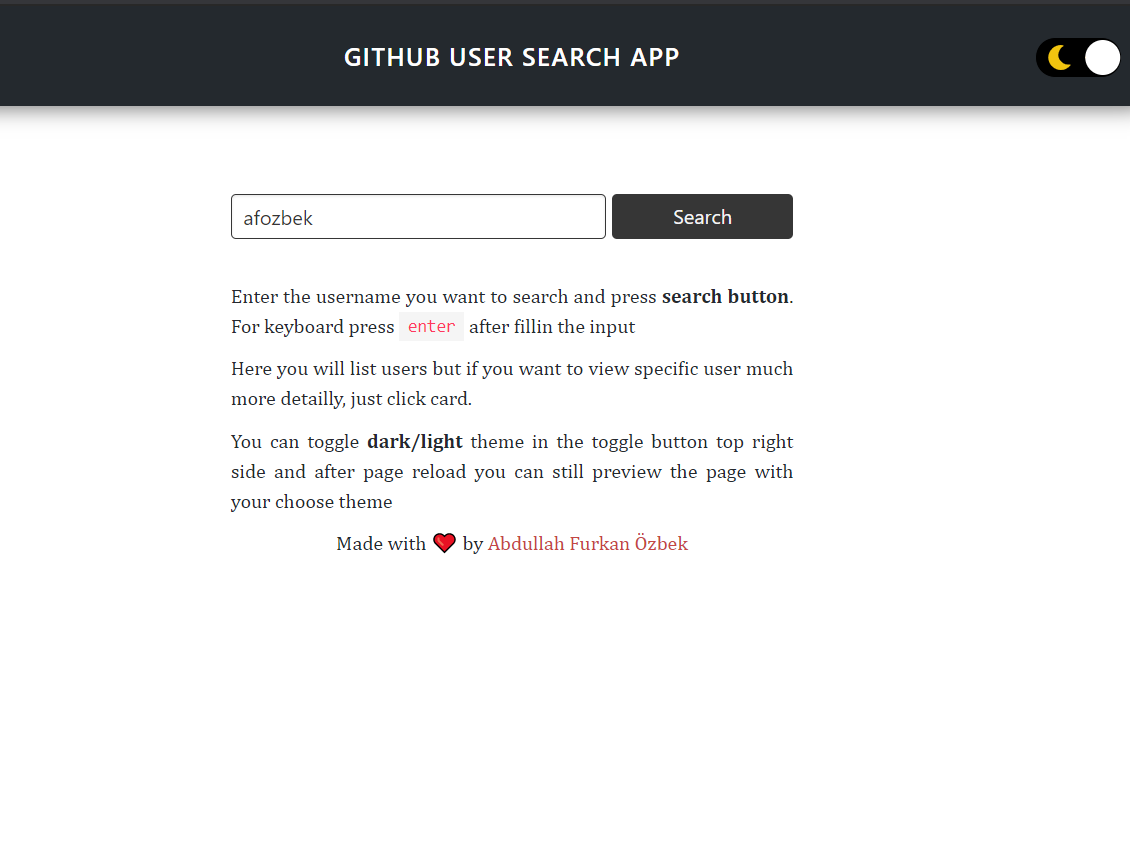 GITHUB USER SEARCH APP
afozbek
Search
Enter the username you want to search and press search button.
For keyboard press enter after fillin the input
Here you will list users but if you want to view specific user much
more detailly, just click card.
You can toggle dark/light theme in the toggle button top right
side and after page reload you can still preview the page with
your choose theme
Made with ❤ by Abdullah Furkan Özbek